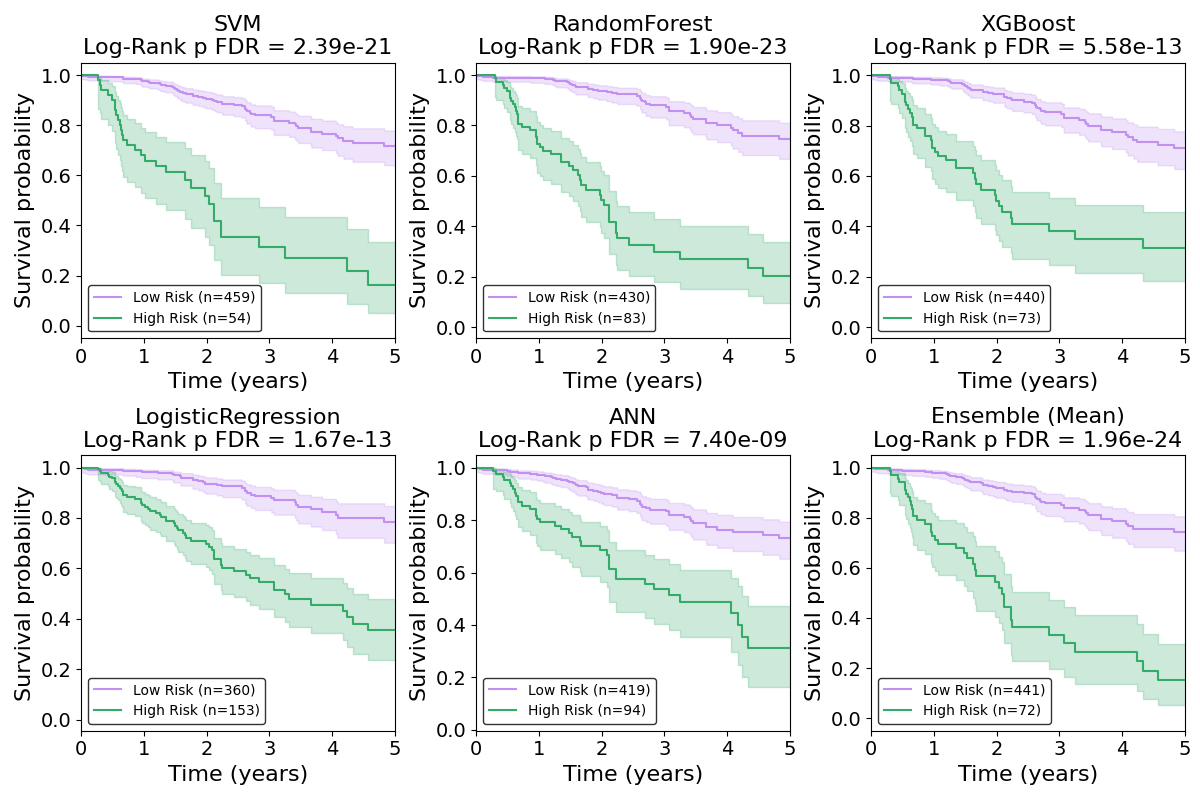 SVM
Log-Rank p FDR = 2.39e-21
Survival probability
1.0
0.8
0.6
0.4
0.2
0.0
Low Risk (n=459)
High Risk (n=54)
0 1 2 3 4 5
Time (years)
RandomForest
Log-Rank p FDR = 1.90e-23
Survival probability
1.0
0.8
0.6
0.4
0.2
0.0
Low Risk (n=430)
High Risk (n=83)
0 1 2 3 4 5
Time (years)
XGBoost
Log-Rank p FDR = 5.58e-13
Survival probability
1.0
0.8
0.6
0.4
0.2
0.0
Low Risk (n=440)
High Risk (n=73)
0 1 2 3 4 5
Time (years)
LogisticRegression
Log-Rank p FDR = 1.67e-13
Survival probability
1.0
0.8
0.6
0.4
0.2
0.0
Low Risk (n=360)
High Risk (n=153)
0 1 2 3 4 5
Time (years)
ANN
Log-Rank p FDR = 7.40e-09
Survival probability
1.0
0.8
0.6
0.4
0.2
0.0
Low Risk (n=419)
High Risk (n=94)
0 1 2 3 4 5
Time (years)
Ensemble (Mean)
Log-Rank p FDR = 1.96e-24
Survival probability
1.0
0.8
0.6
0.4
0.2
0.0
Low Risk (n=441)
High Risk (n=72)
0 1 2 3 4 5
Time (years)